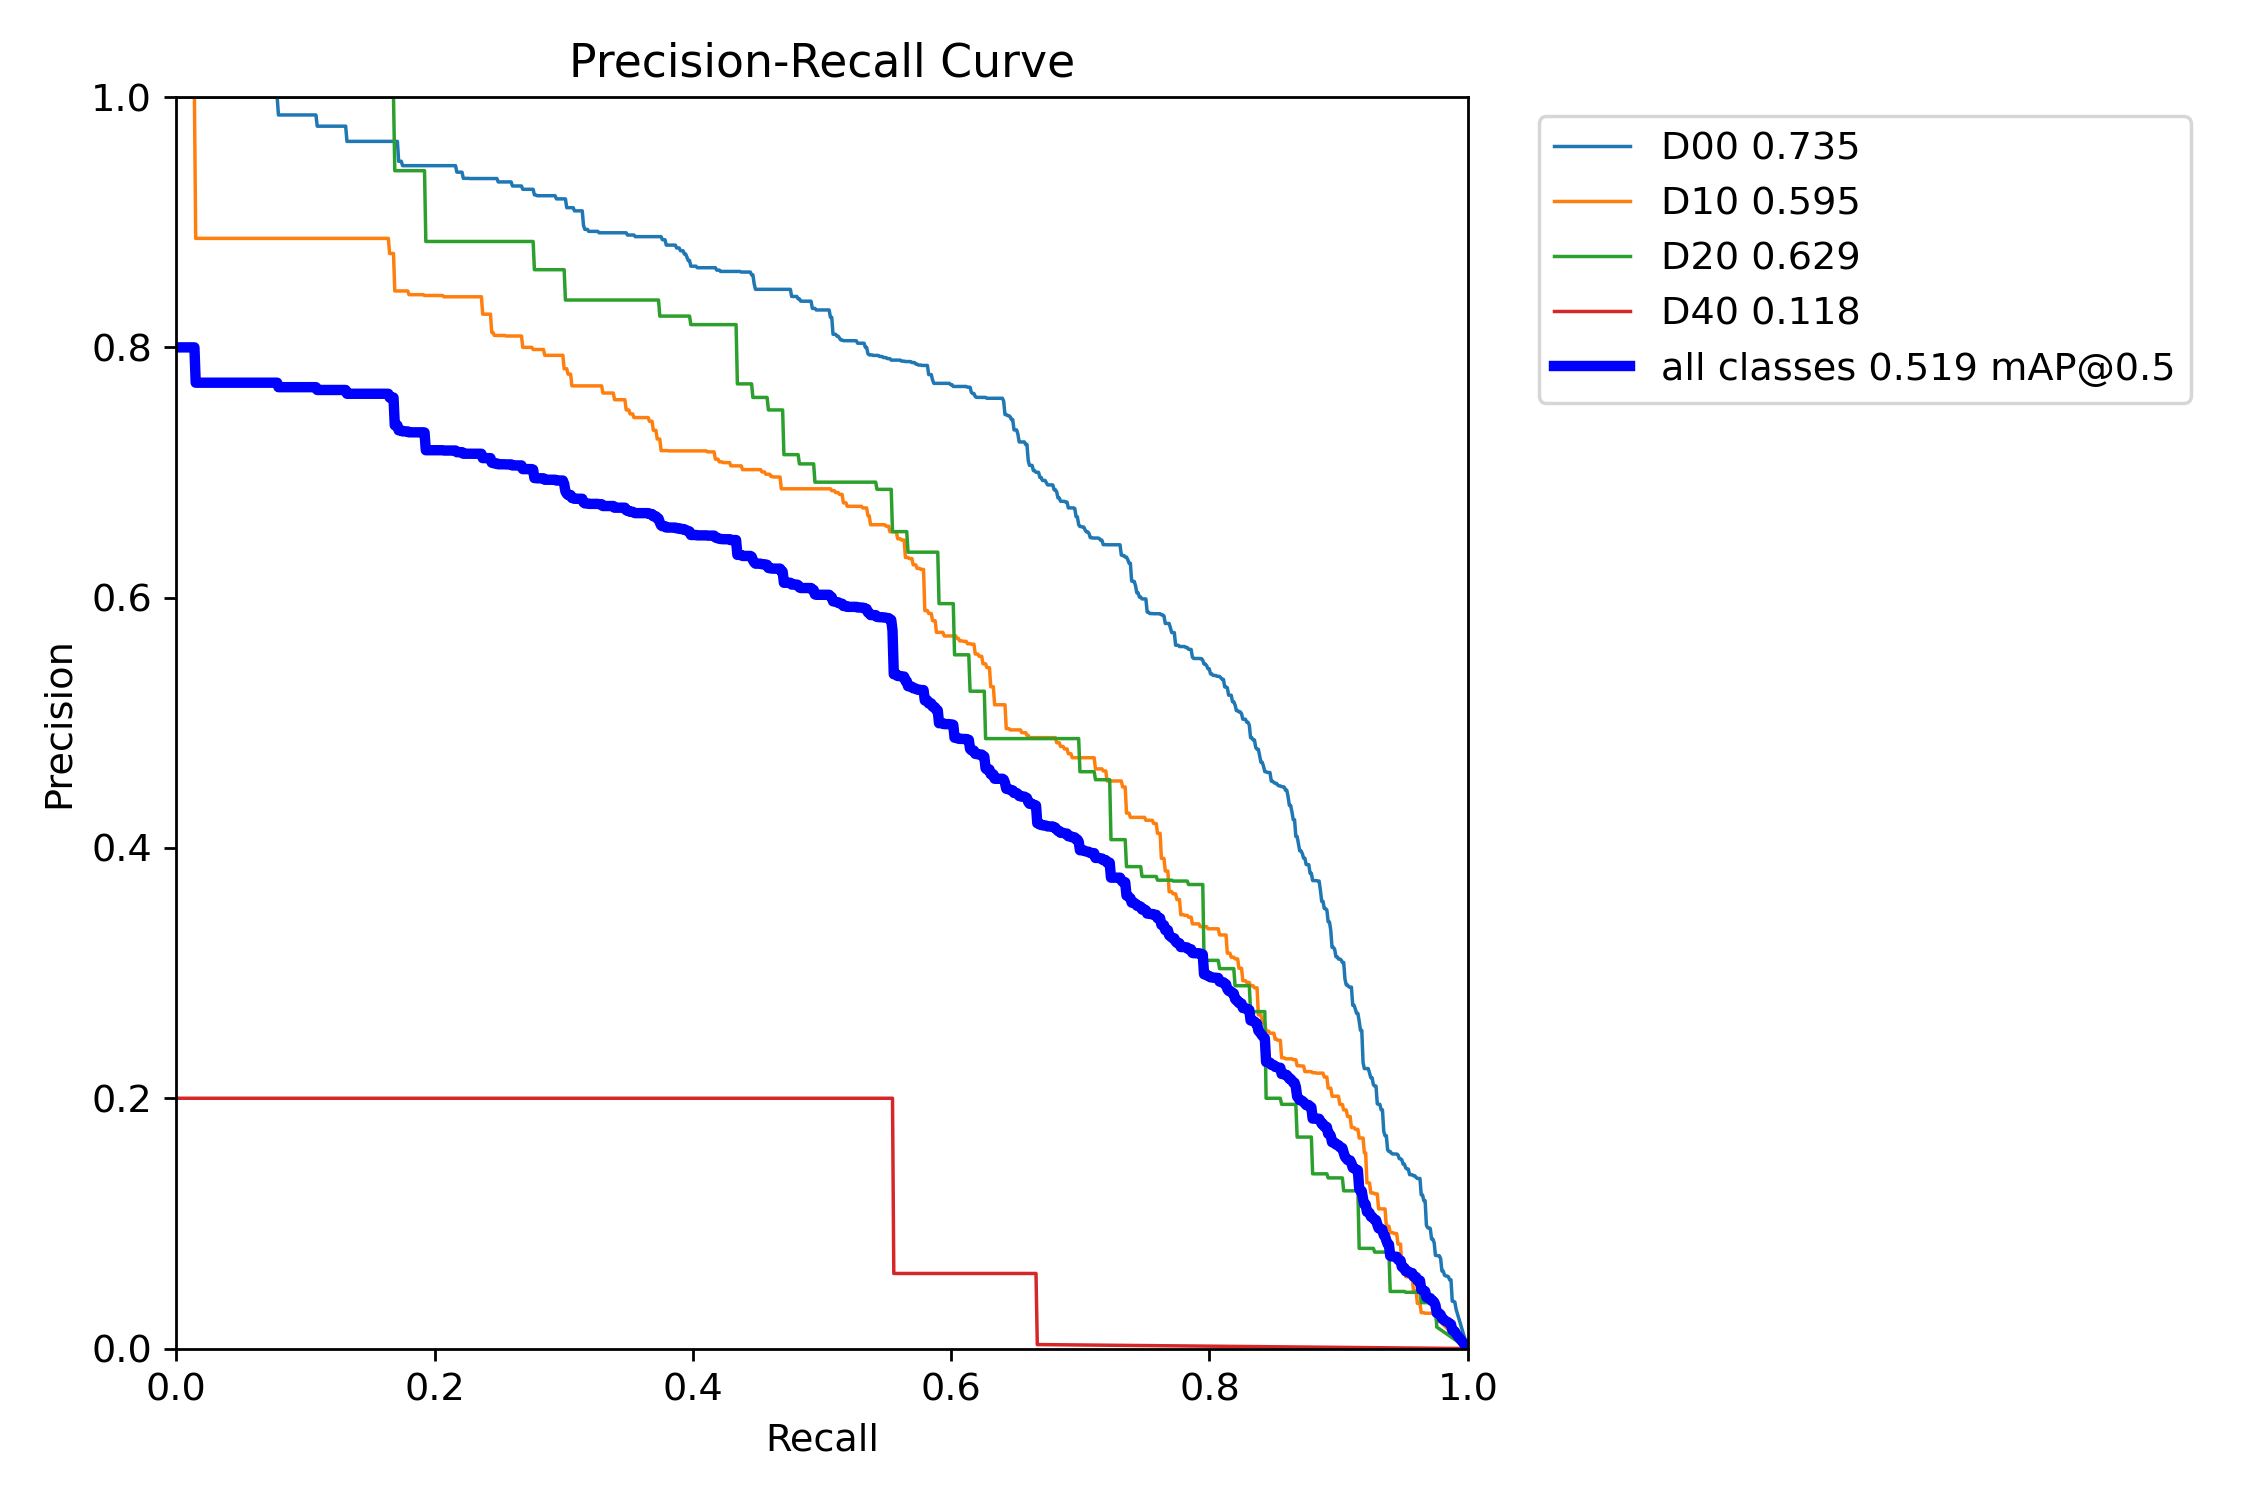 Precision-Recall Curve
1.0
0.8
0.6
0.4
0.2
0.0
Precision
0.0 0.2 0.4 0.6 0.8 1.0
Recall
D00 0.735
D10 0.595
D20 0.629
D40 0.118
all classes 0.519 mAP@0.5